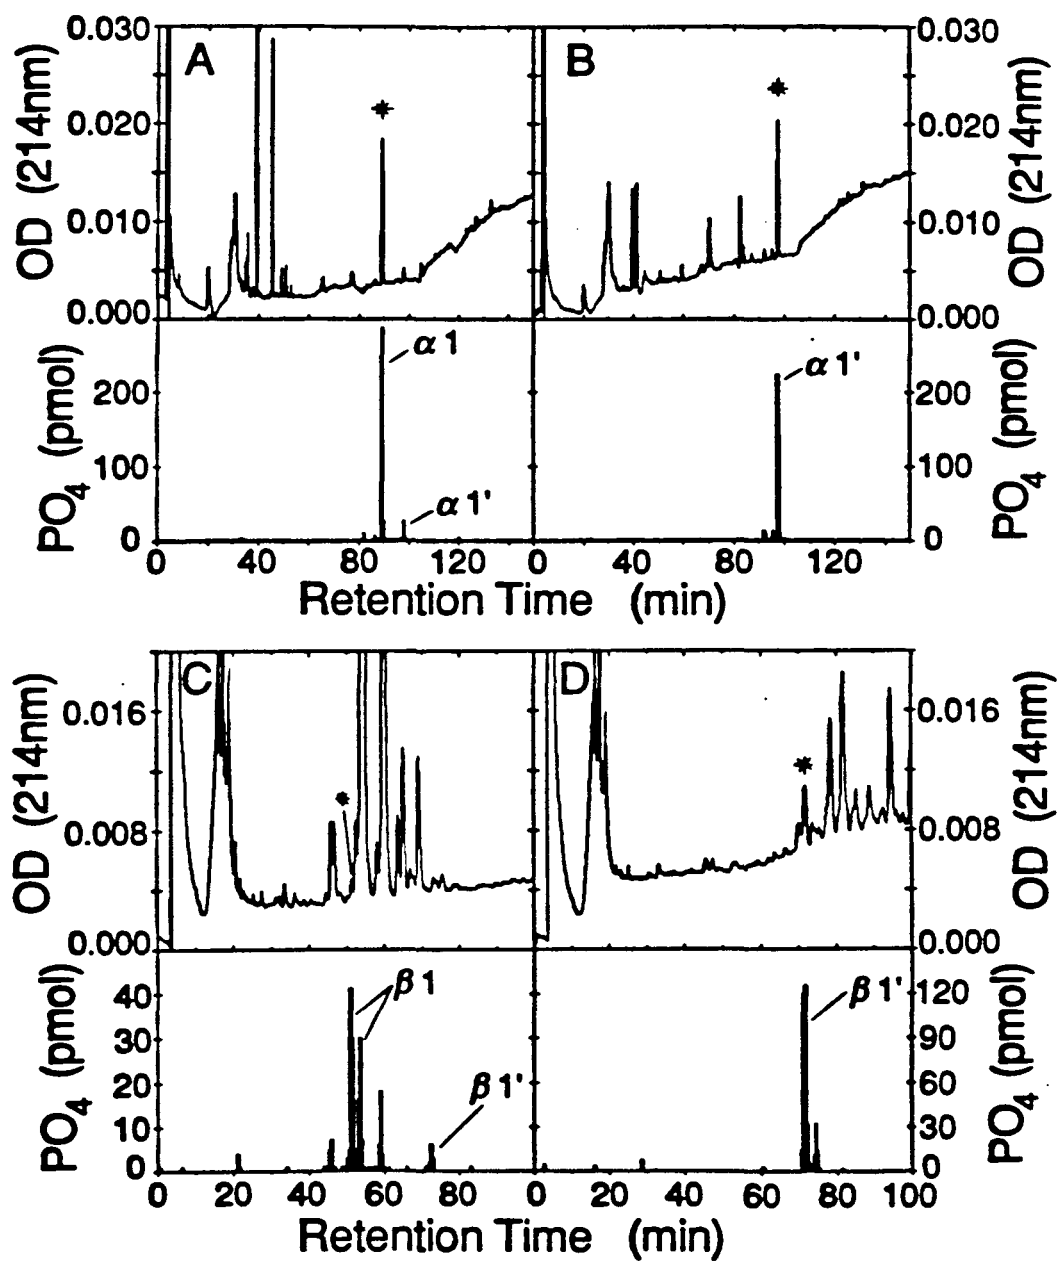 A
B
0.030
0.020
0.010
0.000
OD (214nm)
*
*
0.030
0.020
0.010
0.000
OD (214nm)
α1
α1'
α1'
200
100
0
PO4 (pmol)
200
100
0
PO4 (pmol)
0 40 80 120 0 40 80 120
Retention Time (min)
C
D
0.016
0.008
0.000
OD (214nm)
*
*
0.016
0.008
0.000
OD (214nm)
β1
β1'
β1'
40
30
20
10
0
PO4 (pmol)
120
90
60
30
0
PO4 (pmol)
0 20 40 60 80 0 20 40 60 80 100
Retention Time (min)